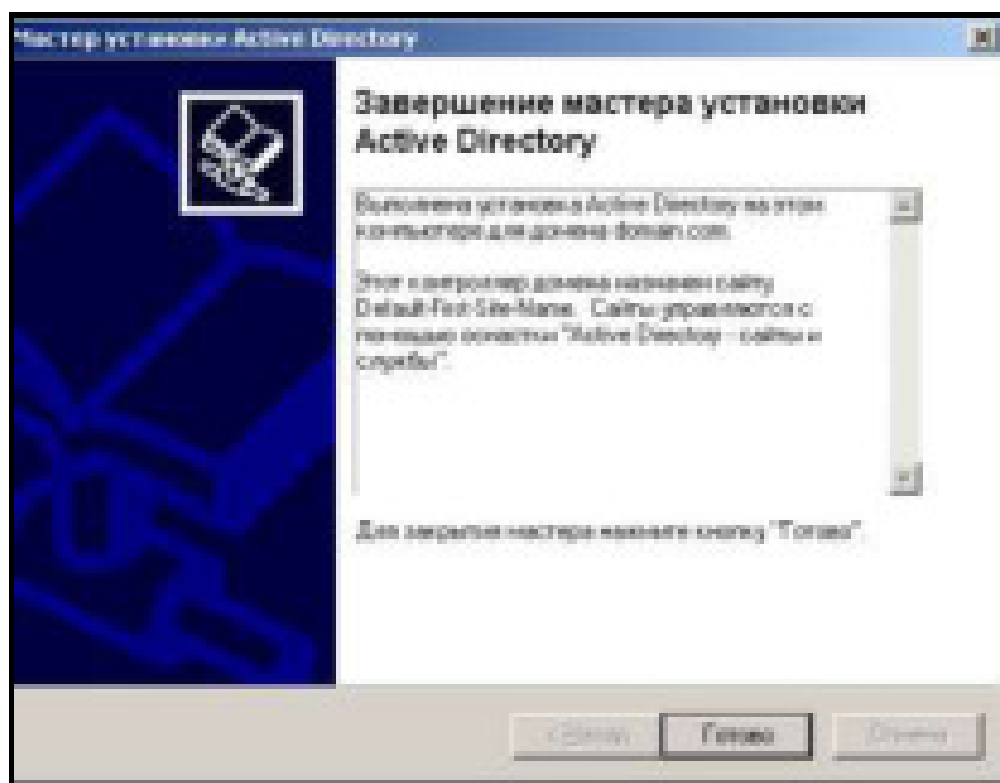 Мастер установки Active Directory
Завершение мастера установки
Active Directory
Выполнена установка Active Directory на этом
компьютере для домена domain.com.
Этот контроллер домена назначен сайту
Default-First-Site-Name. Сайты управляются с
помощью оснастки "Active Directory - сайты и
службы".
Для закрытия мастера нажмите кнопку "Готово".
< Назад
Готово
Отмена